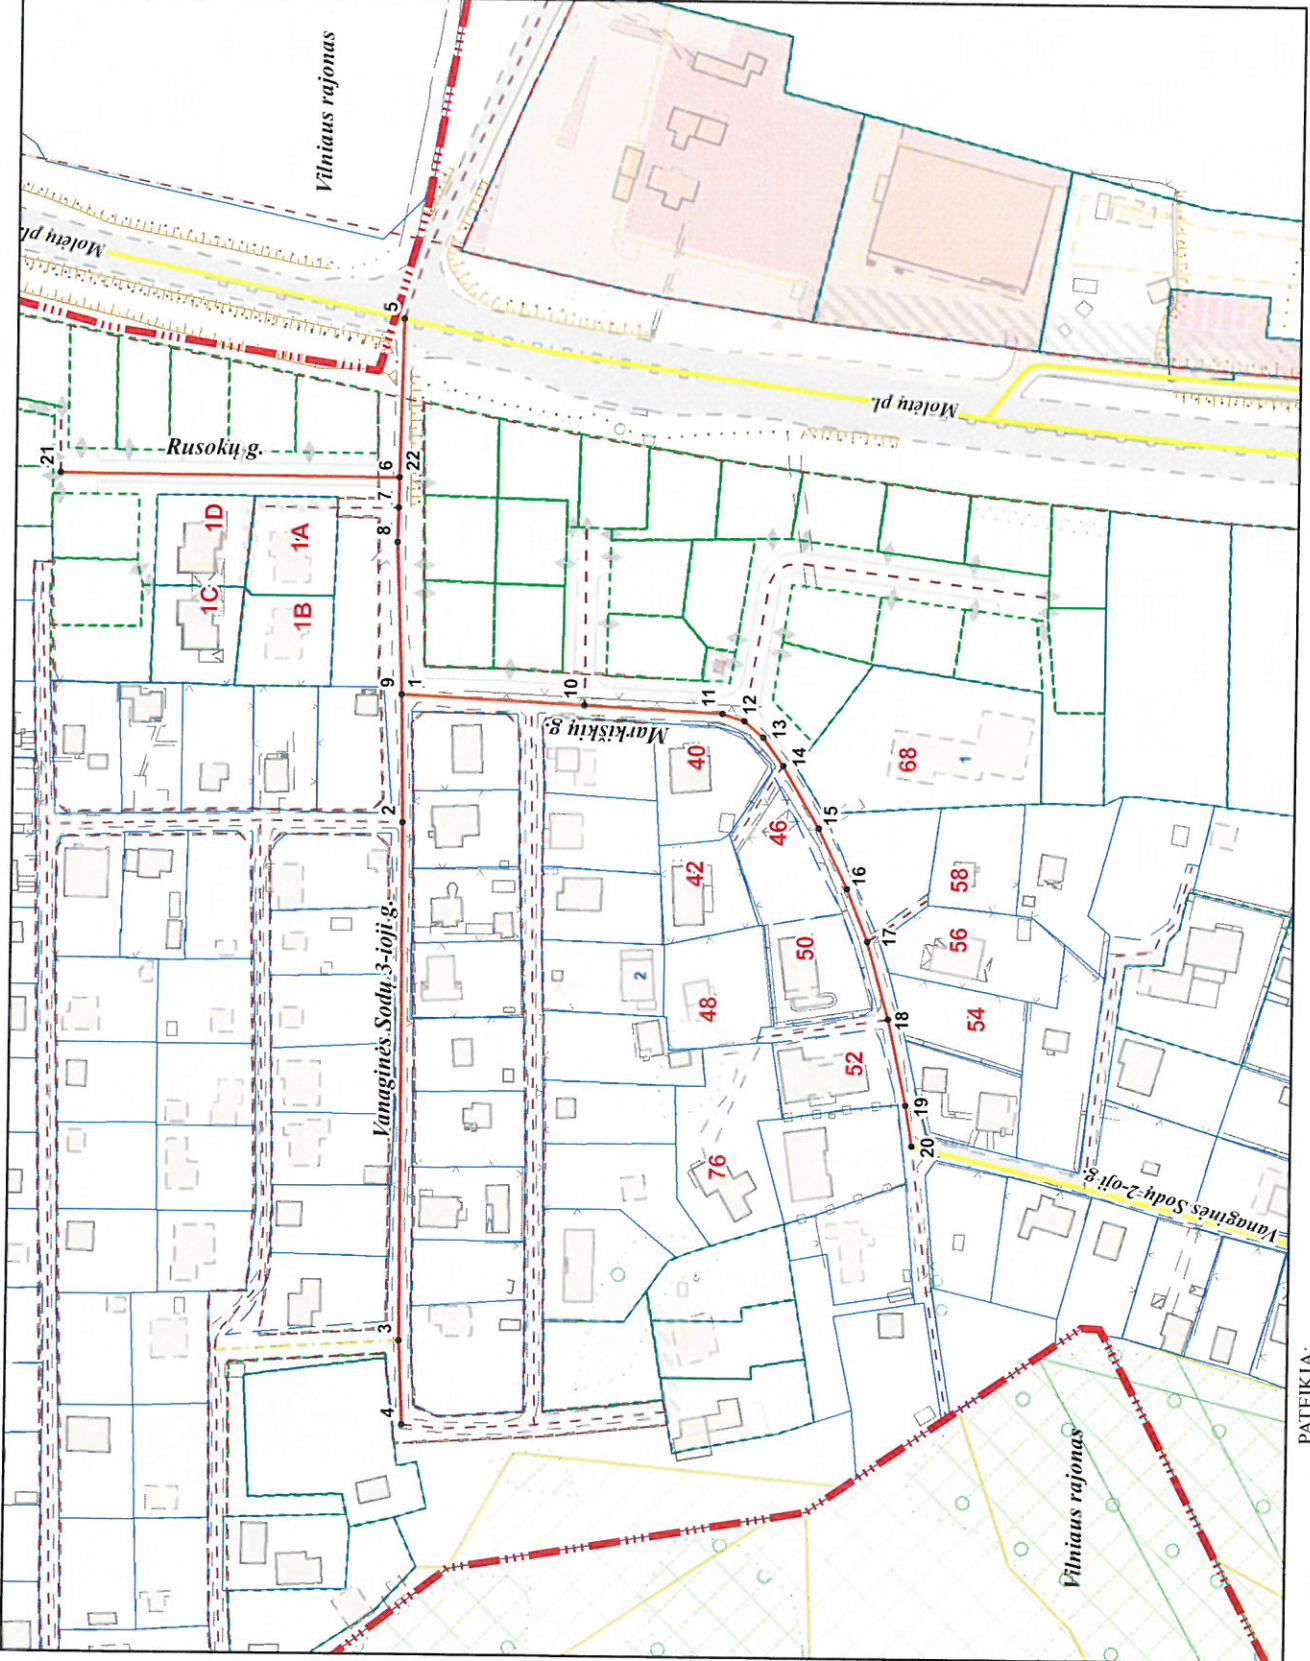 Vilniaus rajonas
Molėtų pl.
5
21
Rusokų g.
6
22
7
8
1D
1A
1C
1B
9
1
Molėtų pl.
10
11
12
13
14
Markiškių g.
40
68
1
2
15
46
16
42
58
Vanaginės Sodų 3-ioji g.
17
50
56
2
48
18
54
52
19
20
76
Vanaginės Sodų 2-oji g.
3
4
Vilniaus rajonas
PATEIKIA: